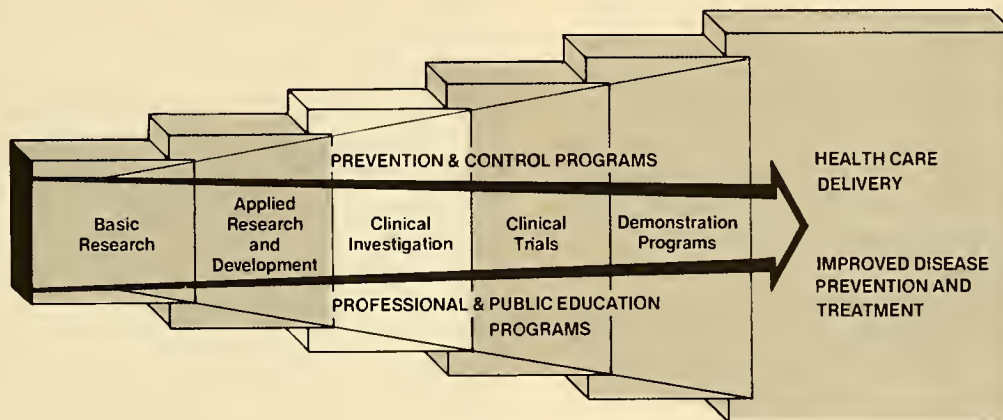 PREVENTION & CONTROL PROGRAMS
Basic
Research
Applied
Research
and
Development
Clinical
Investigation
Clinical
Trials
Demonstration
Programs
PROFESSIONAL & PUBLIC EDUCATION
PROGRAMS
HEALTH CARE
DELIVERY
IMPROVED DISEASE
PREVENTION AND
TREATMENT